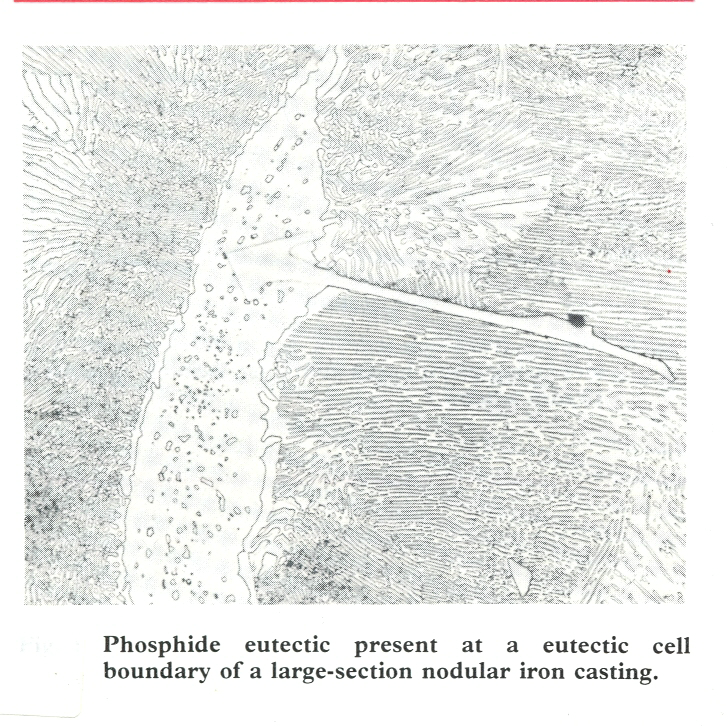 Phosphide eutectic present at a eutectic cell
boundary of a large-section nodular iron casting.